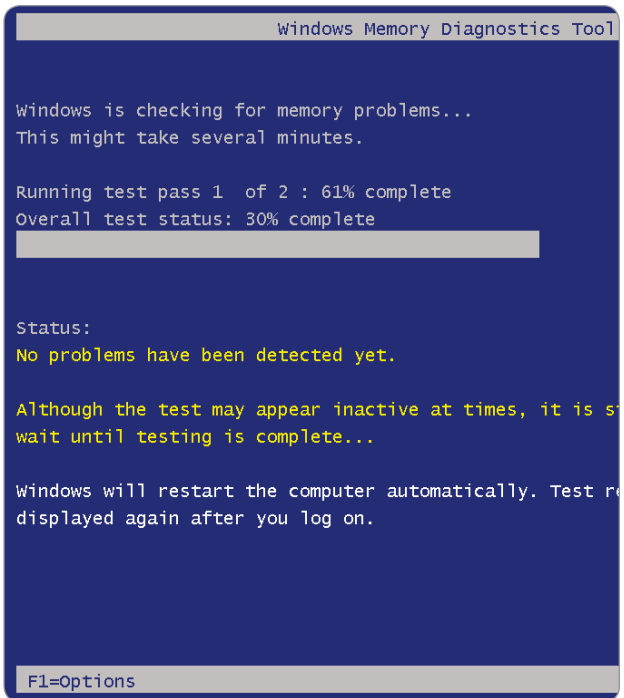 Windows Memory Diagnostics Tool
Windows is checking for memory problems...
This might take several minutes.
Running test pass 1 of 2 : 61% complete
Overall test status: 30% complete
Status:
No problems have been detected yet.
Although the test may appear inactive at times, it is
wait until testing is complete...
Windows will restart the computer automatically. Test
displayed again after you log on.
F1=Options